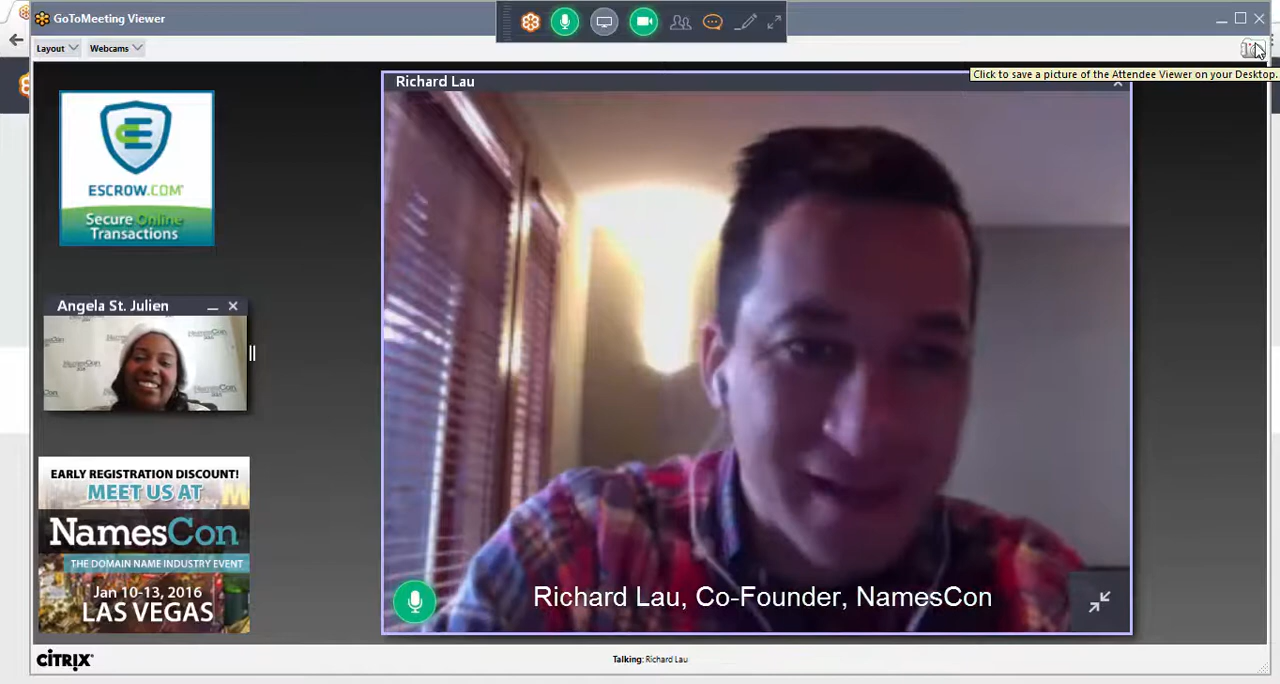 GoToMeeting Viewer
Layout
Webcams
Click to save a picture of the Attendee Viewer on your Desktop.
Richard Lau
ESCROW.COM
Secure Online
Transactions
Angela St. Julien
NamesCon
EARLY REGISTRATION DISCOUNT!
MEET US AT
NamesCon
THE DOMAIN NAME INDUSTRY EVENT
Jan 10-13, 2016
LAS VEGAS
Richard Lau, Co-Founder, NamesCon
CITRIX
Talking: Richard Lau